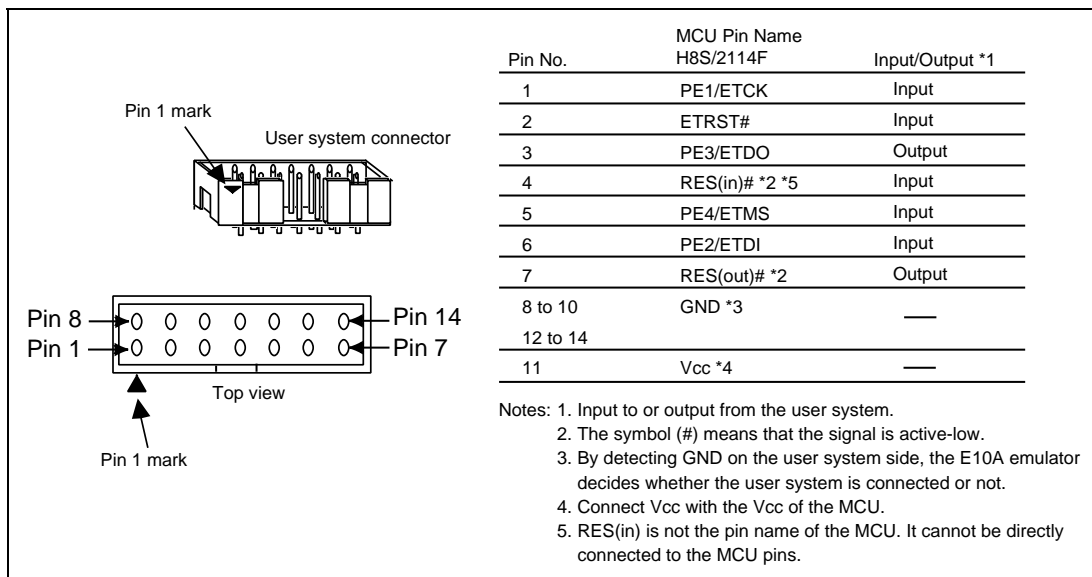 Pin 1 mark
User system connector
Pin 8
Pin 14
Pin 1
Pin 7
Top view
Pin 1 mark
Pin No. MCU Pin Name H8S/2114F Input/Output *1
1 PE1/ETCK Input
2 ETRST# Input
3 PE3/ETDO Output
4 RES(in)# *2 *5 Input
5 PE4/ETMS Input
6 PE2/ETDI Input
7 RES(out)# *2 Output
8 to 10 GND *3 —
12 to 14
11 Vcc *4 —
Notes: 1. Input to or output from the user system.
2. The symbol (#) means that the signal is active-low.
3. By detecting GND on the user system side, the E10A emulator
decides whether the user system is connected or not.
4. Connect Vcc with the Vcc of the MCU.
5. RES(in) is not the pin name of the MCU. It cannot be directly
connected to the MCU pins.